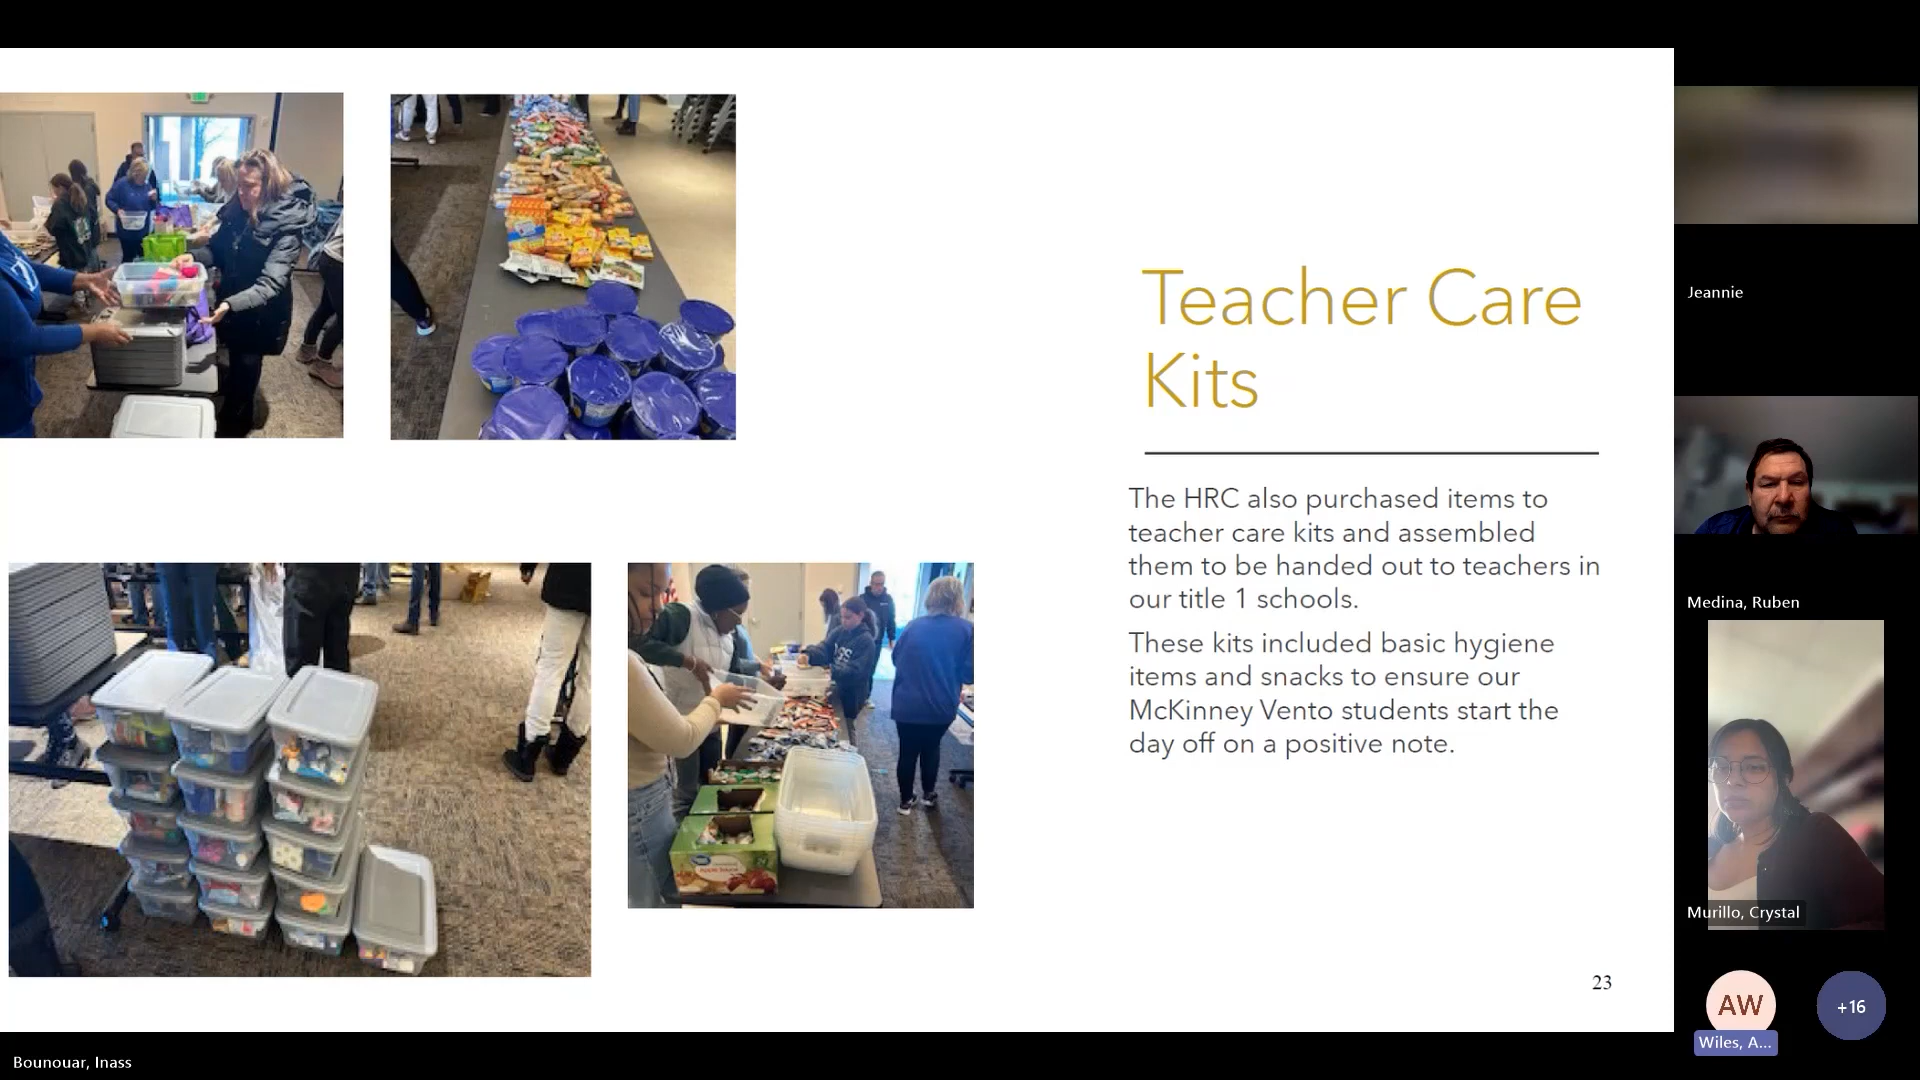 Teacher Care
Kits
The HRC also purchased items to
teacher care kits and assembled
them to be handed out to teachers in
our title 1 schools.
These kits included basic hygiene
items and snacks to ensure our
McKinney Vento students start the
day off on a positive note.
23
Jeannie
Medina, Ruben
Murillo, Crystal
AW
Wiles, A...
+16
Bounouar, Inass